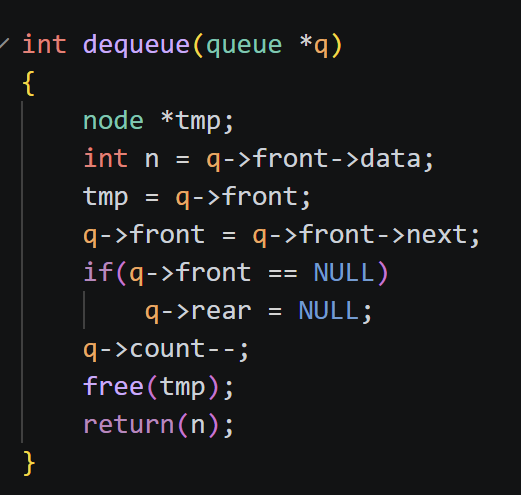 int dequeue(queue *q)
{
    node *tmp;
    int n = q->front->data;
    tmp = q->front;
    q->front = q->front->next;
    if(q->front == NULL)
        q->rear = NULL;
    q->count--;
    free(tmp);
    return(n);
}